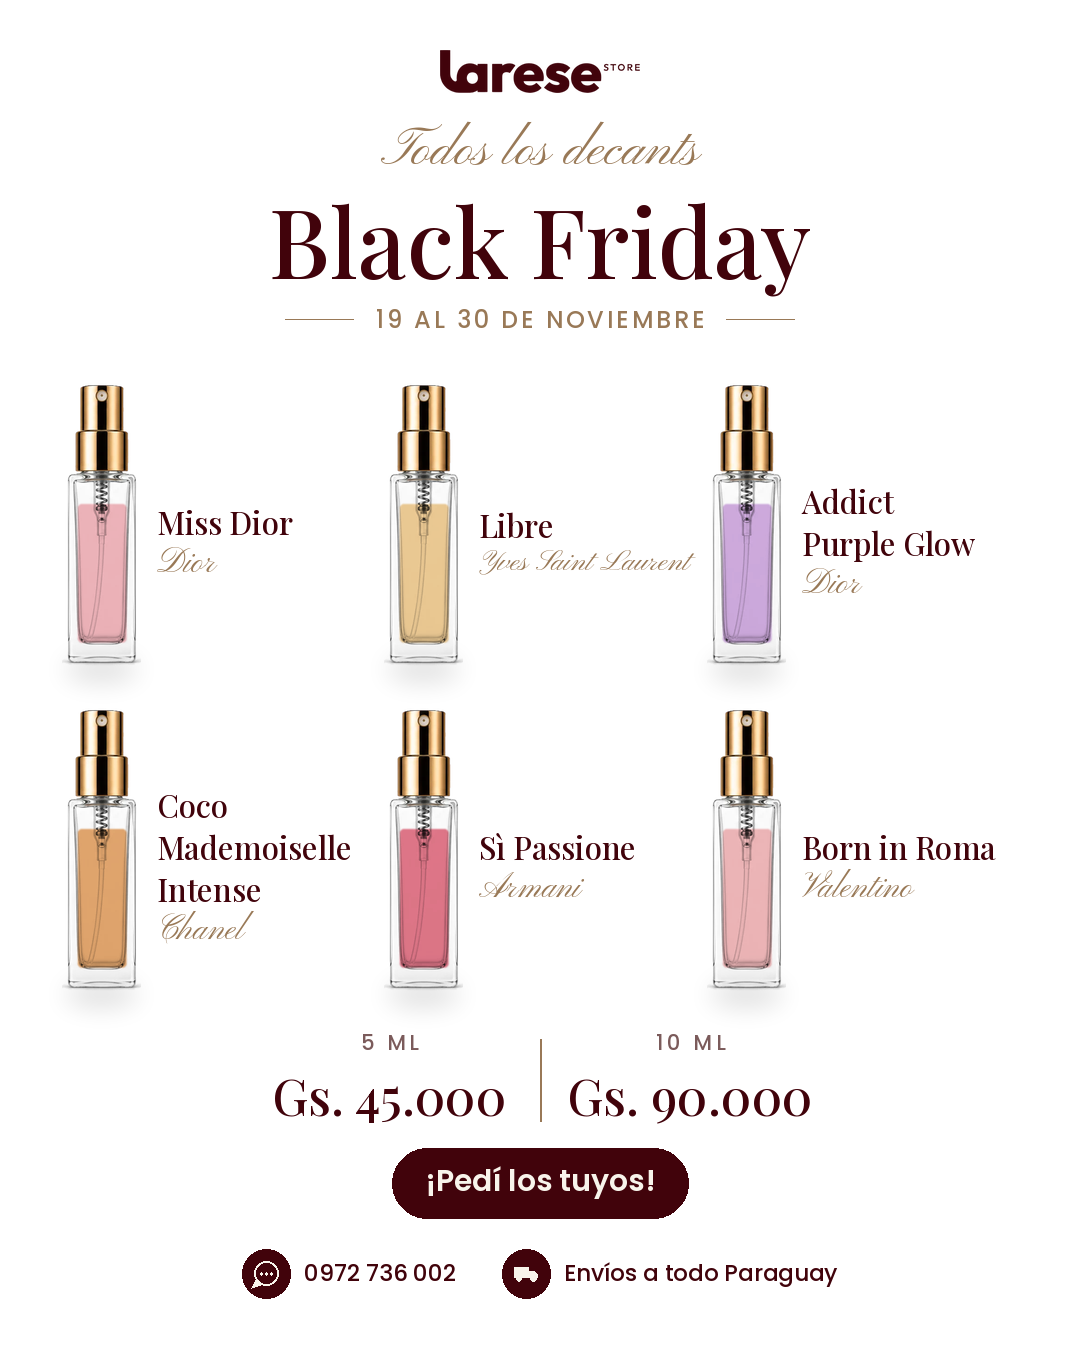 Larese STORE
Todos los decants
Black Friday
19 AL 30 DE NOVIEMBRE
Miss Dior
Dior
Libre
Yves Saint Laurent
Addict
Purple Glow
Dior
Coco
Mademoiselle
Intense
Chanel
Sì Passione
Armani
Born in Roma
Valentino
5 ML
Gs. 45.000
10 ML
Gs. 90.000
¡Pedí los tuyos!
0972 736 002
Envíos a todo Paraguay